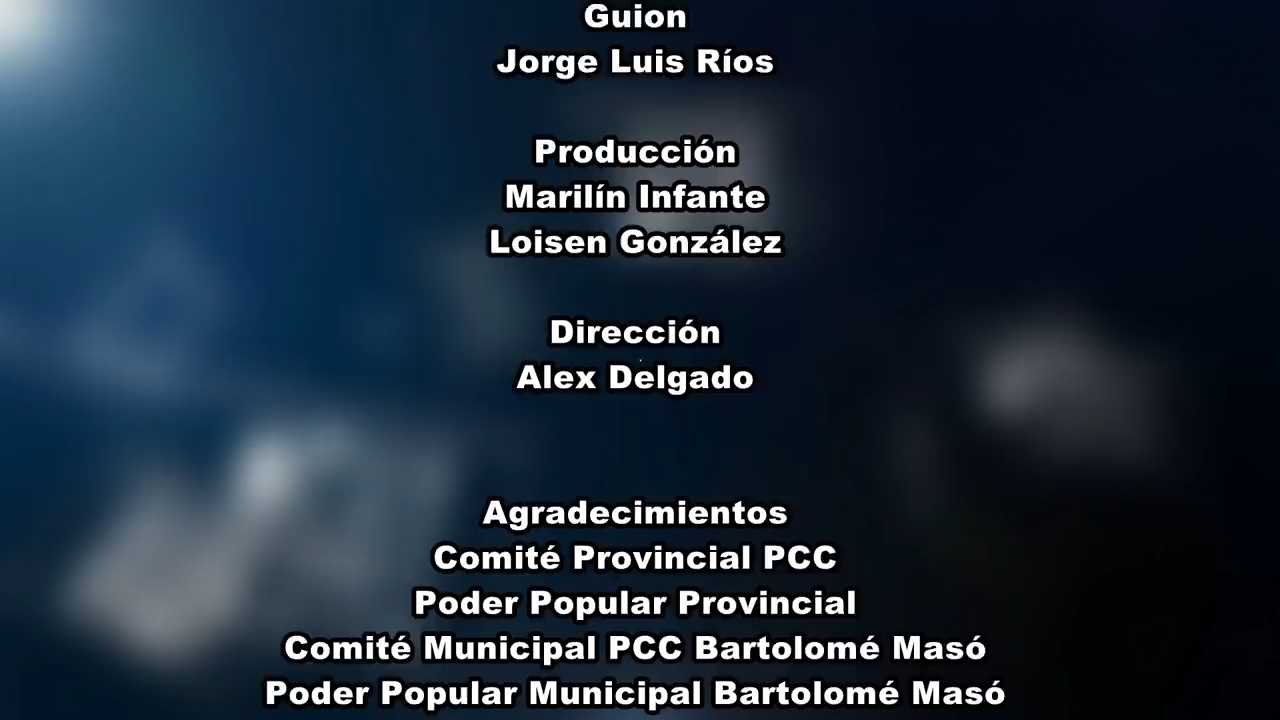 Guion
Jorge Luis Ríos
Producción
Marilín Infante
Loisen González
Dirección
Alex Delgado
Agradecimientos
Comité Provincial PCC
Poder Popular Provincial
Comité Municipal PCC Bartolomé Masó
Poder Popular Municipal Bartolomé Masó